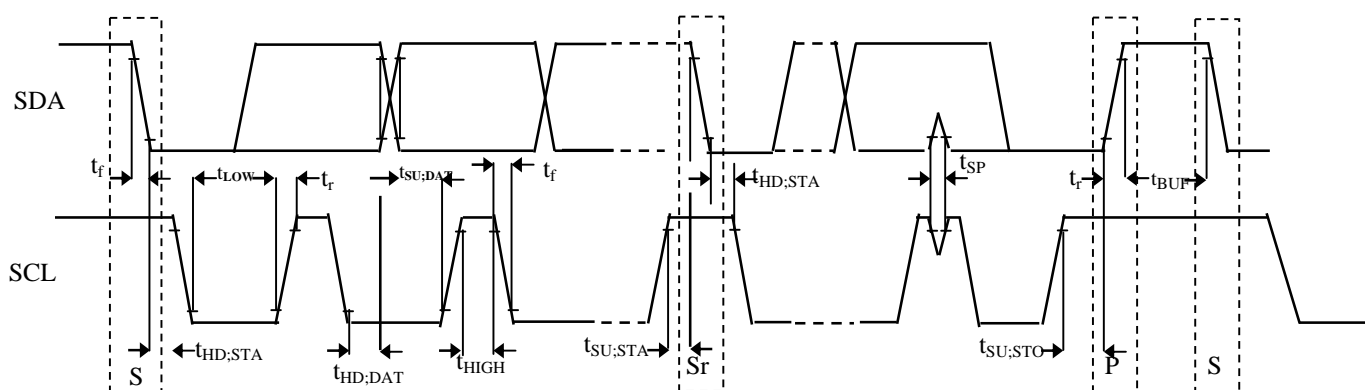 SDA
t_f
t_LOW
t_r
t_SU;DAT
t_f
t_HD;STA
t_SP
t_r
t_BUF
SCL
t_HD;STA
t_HD;DAT
t_HIGH
t_SU;STA
t_SU;STO
S
Sr
P
S